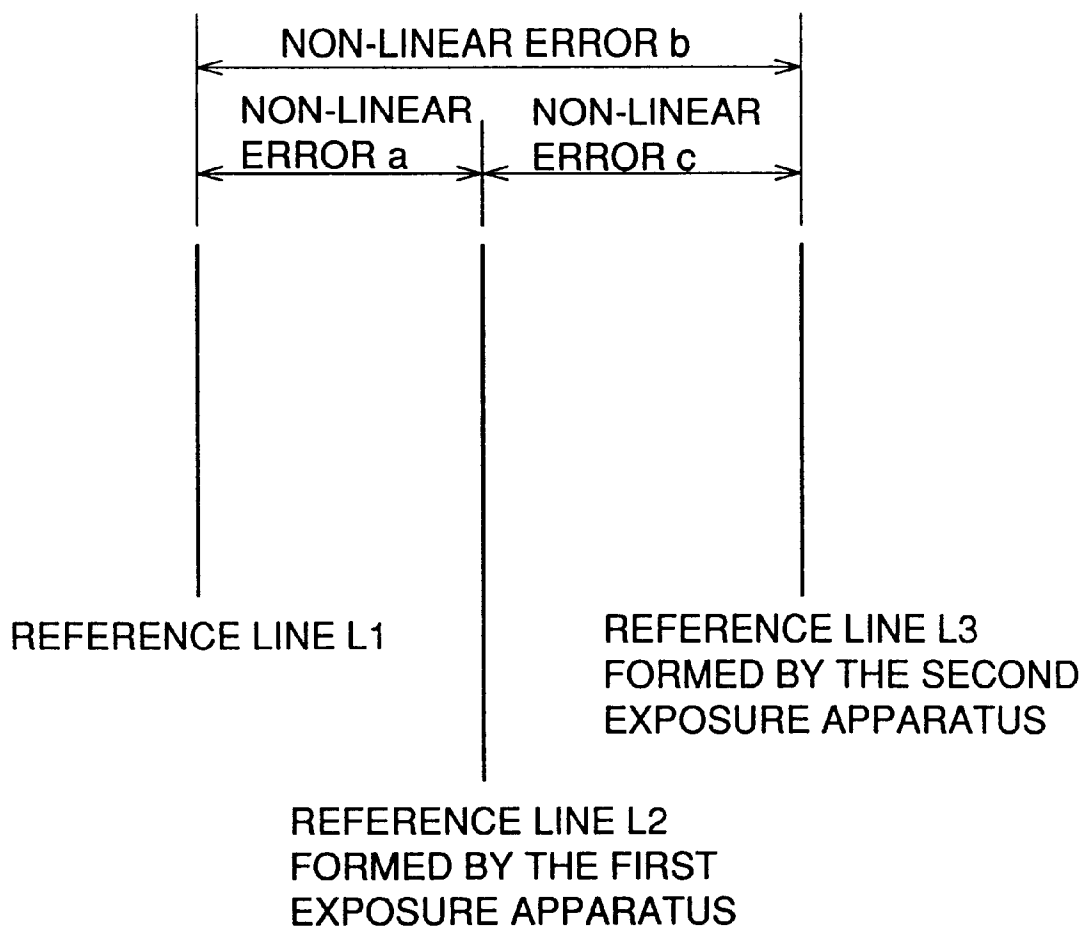 NON-LINEAR ERROR b
NON-LINEAR
ERROR a
NON-LINEAR
ERROR c
REFERENCE LINE L1
REFERENCE LINE L3
FORMED BY THE SECOND
EXPOSURE APPARATUS
REFERENCE LINE L2
FORMED BY THE FIRST
EXPOSURE APPARATUS